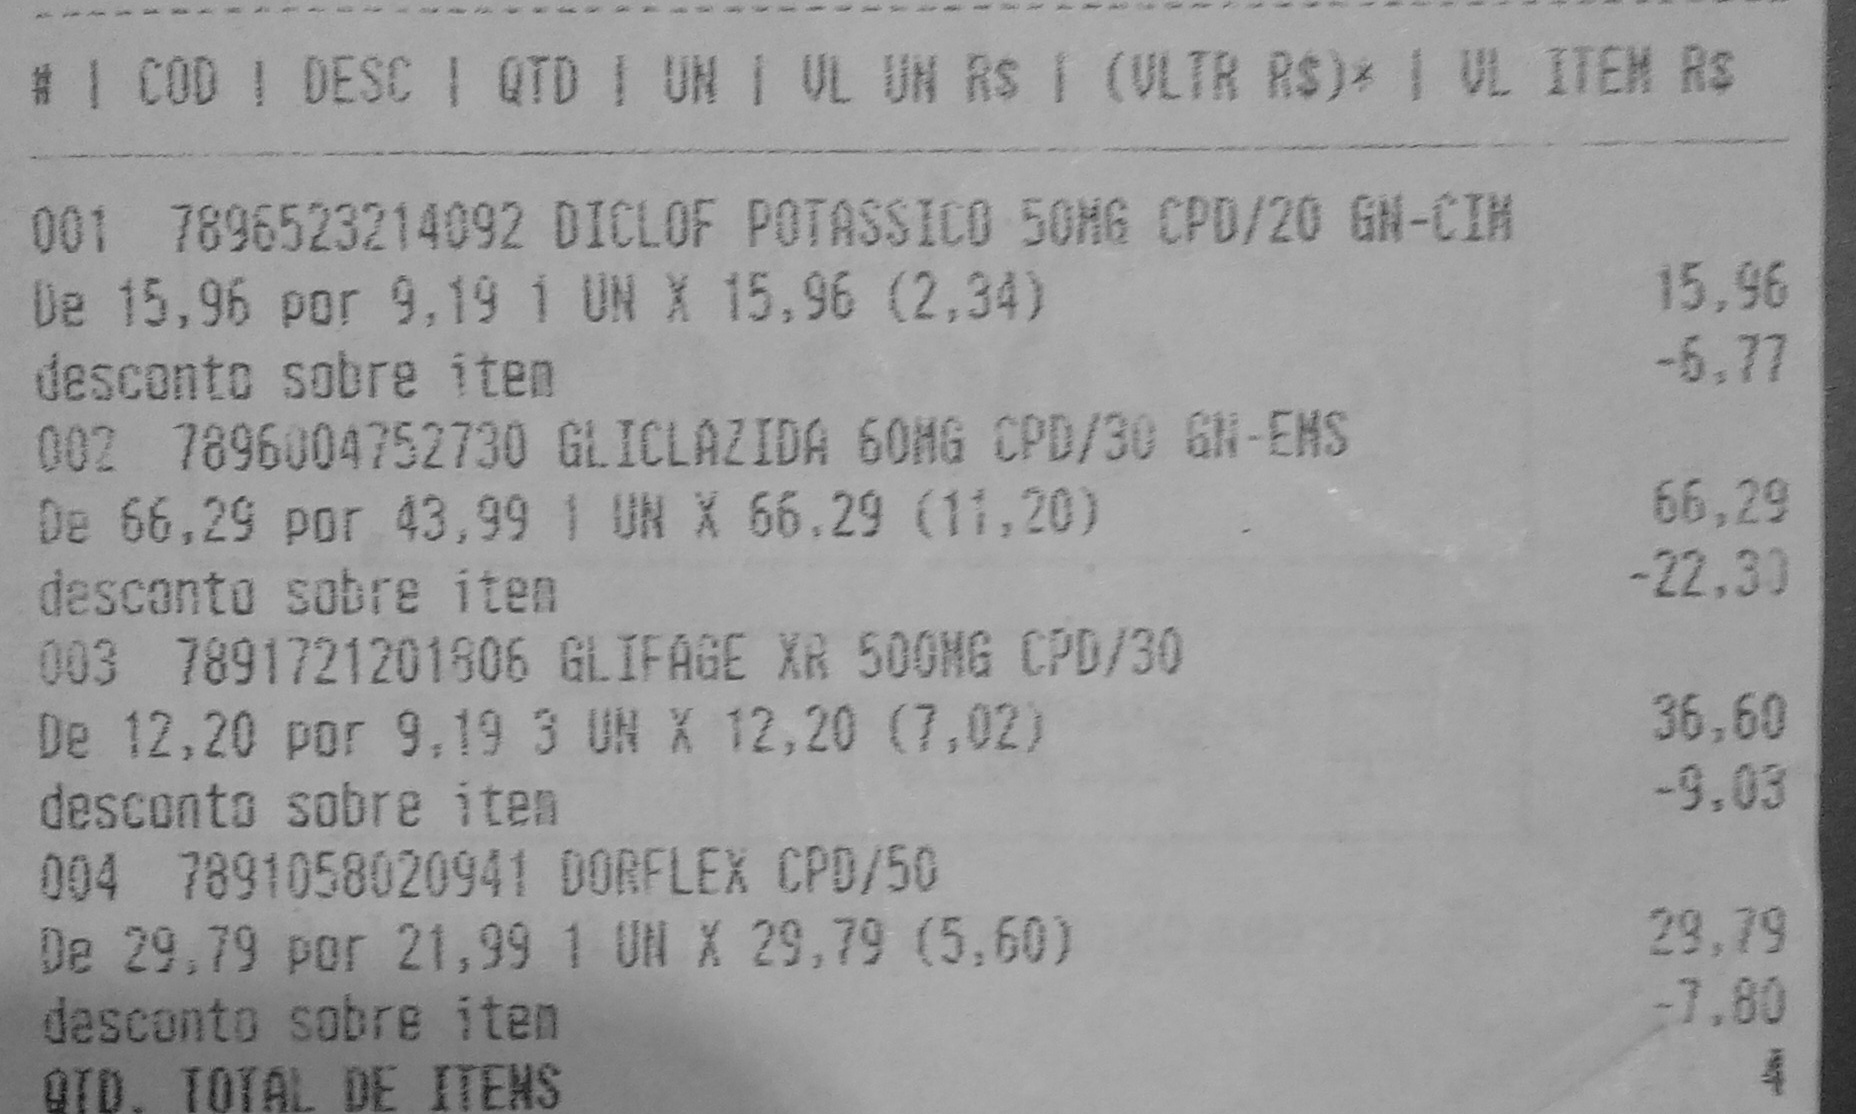 # | COD | DESC | QTD | UN | VL UN R$ | (VLTR R$)* | VL ITEM R$
001 7896523214092 DICLOF POTASSICO 50MG CPD/20 GN-CIM
De 15,96 por 9,19 1 UN X 15,96 (2,34) 15,96
desconto sobre item -6,77
002 7896004752730 GLICLAZIDA 60MG CPD/30 GN-EMS
De 66,29 por 43,99 1 UN X 66,29 (11,20) 66,29
desconto sobre item -22,30
003 7891721201806 GLIFAGE XR 500MG CPD/30
De 12,20 por 9,19 3 UN X 12,20 (7,02) 36,60
desconto sobre item -9,03
004 7891058020941 DORFLEX CPD/50
De 29,79 por 21,99 1 UN X 29,79 (5,60) 29,79
desconto sobre item -7,80
QTD. TOTAL DE ITENS